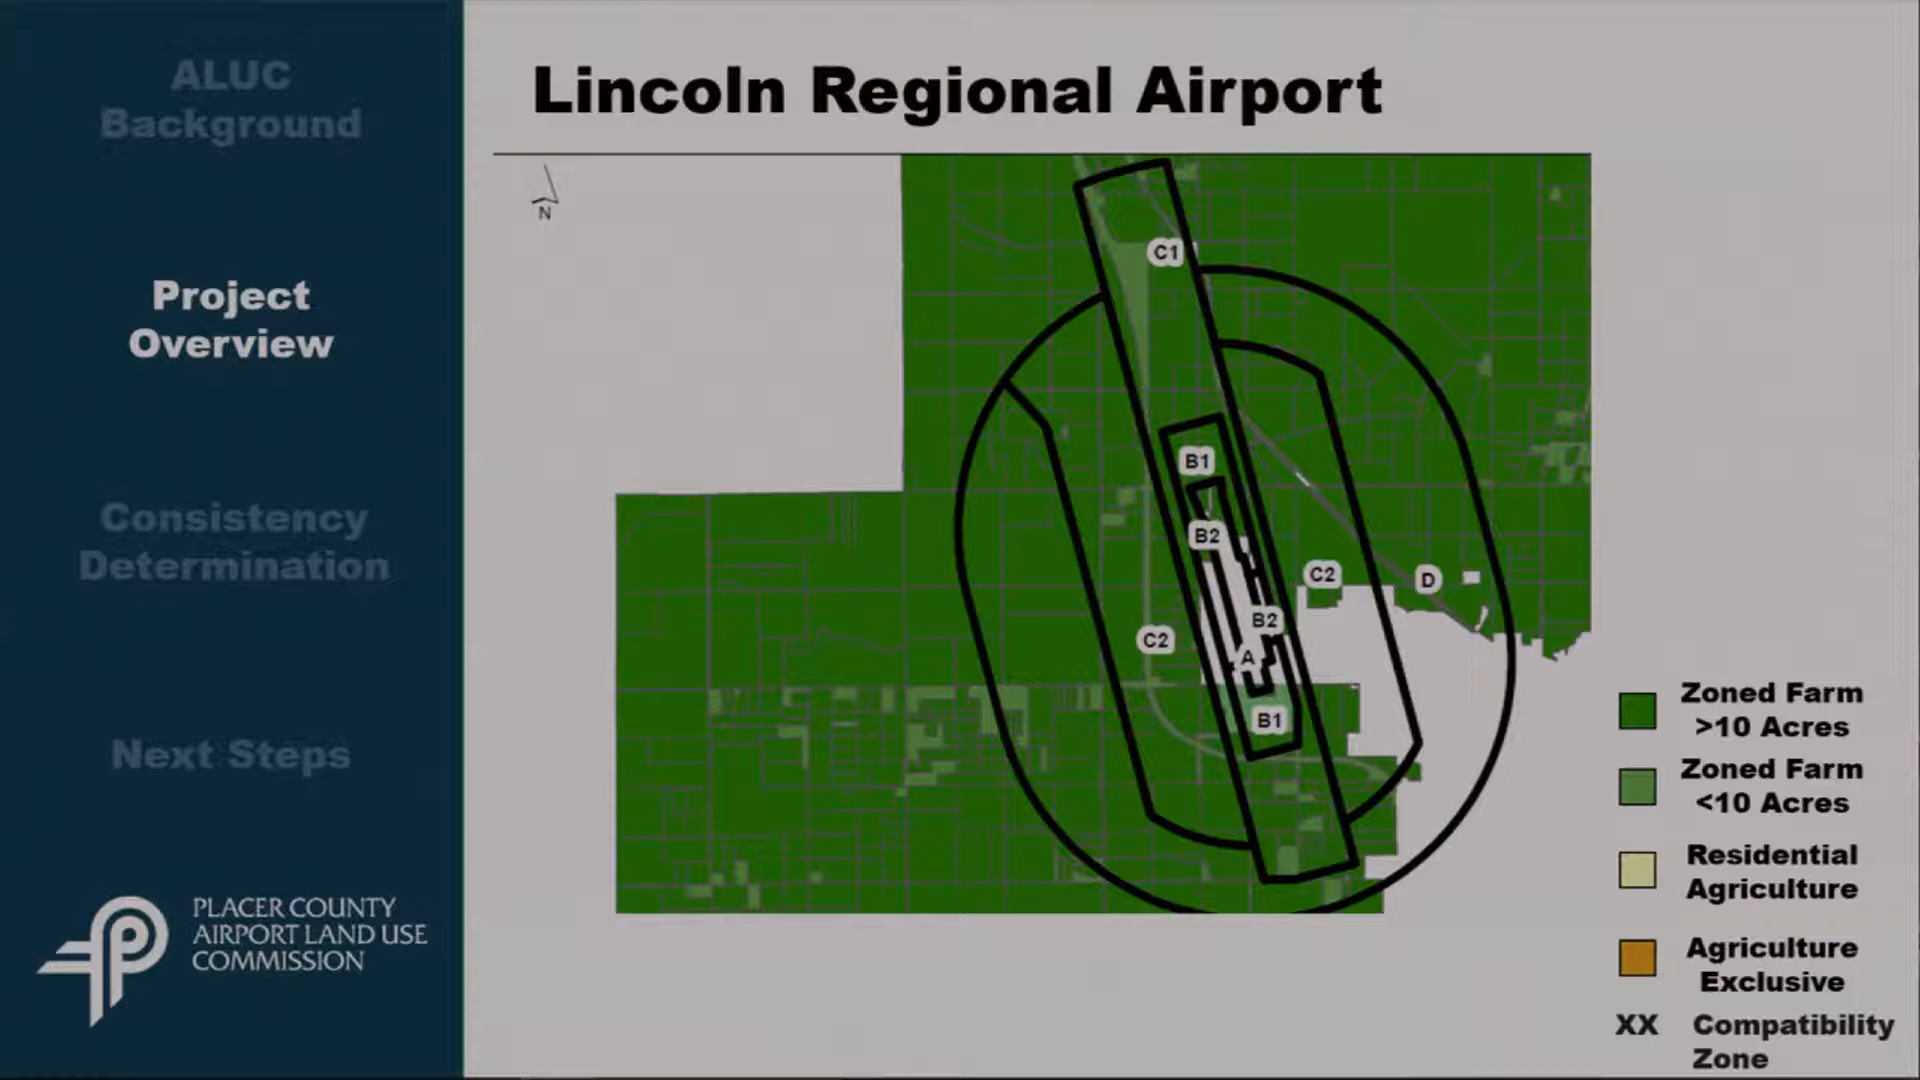 ALUC
Background
Project
Overview
Consistency
Determination
Next Steps
PLACER COUNTY
AIRPORT LAND USE
COMMISSION
Lincoln Regional Airport
N
C1
B1
B2
C2
D
B2
C2
A
B1
Zoned Farm
>10 Acres
Zoned Farm
<10 Acres
Residential
Agriculture
Agriculture
Exclusive
XX Compatibility
Zone